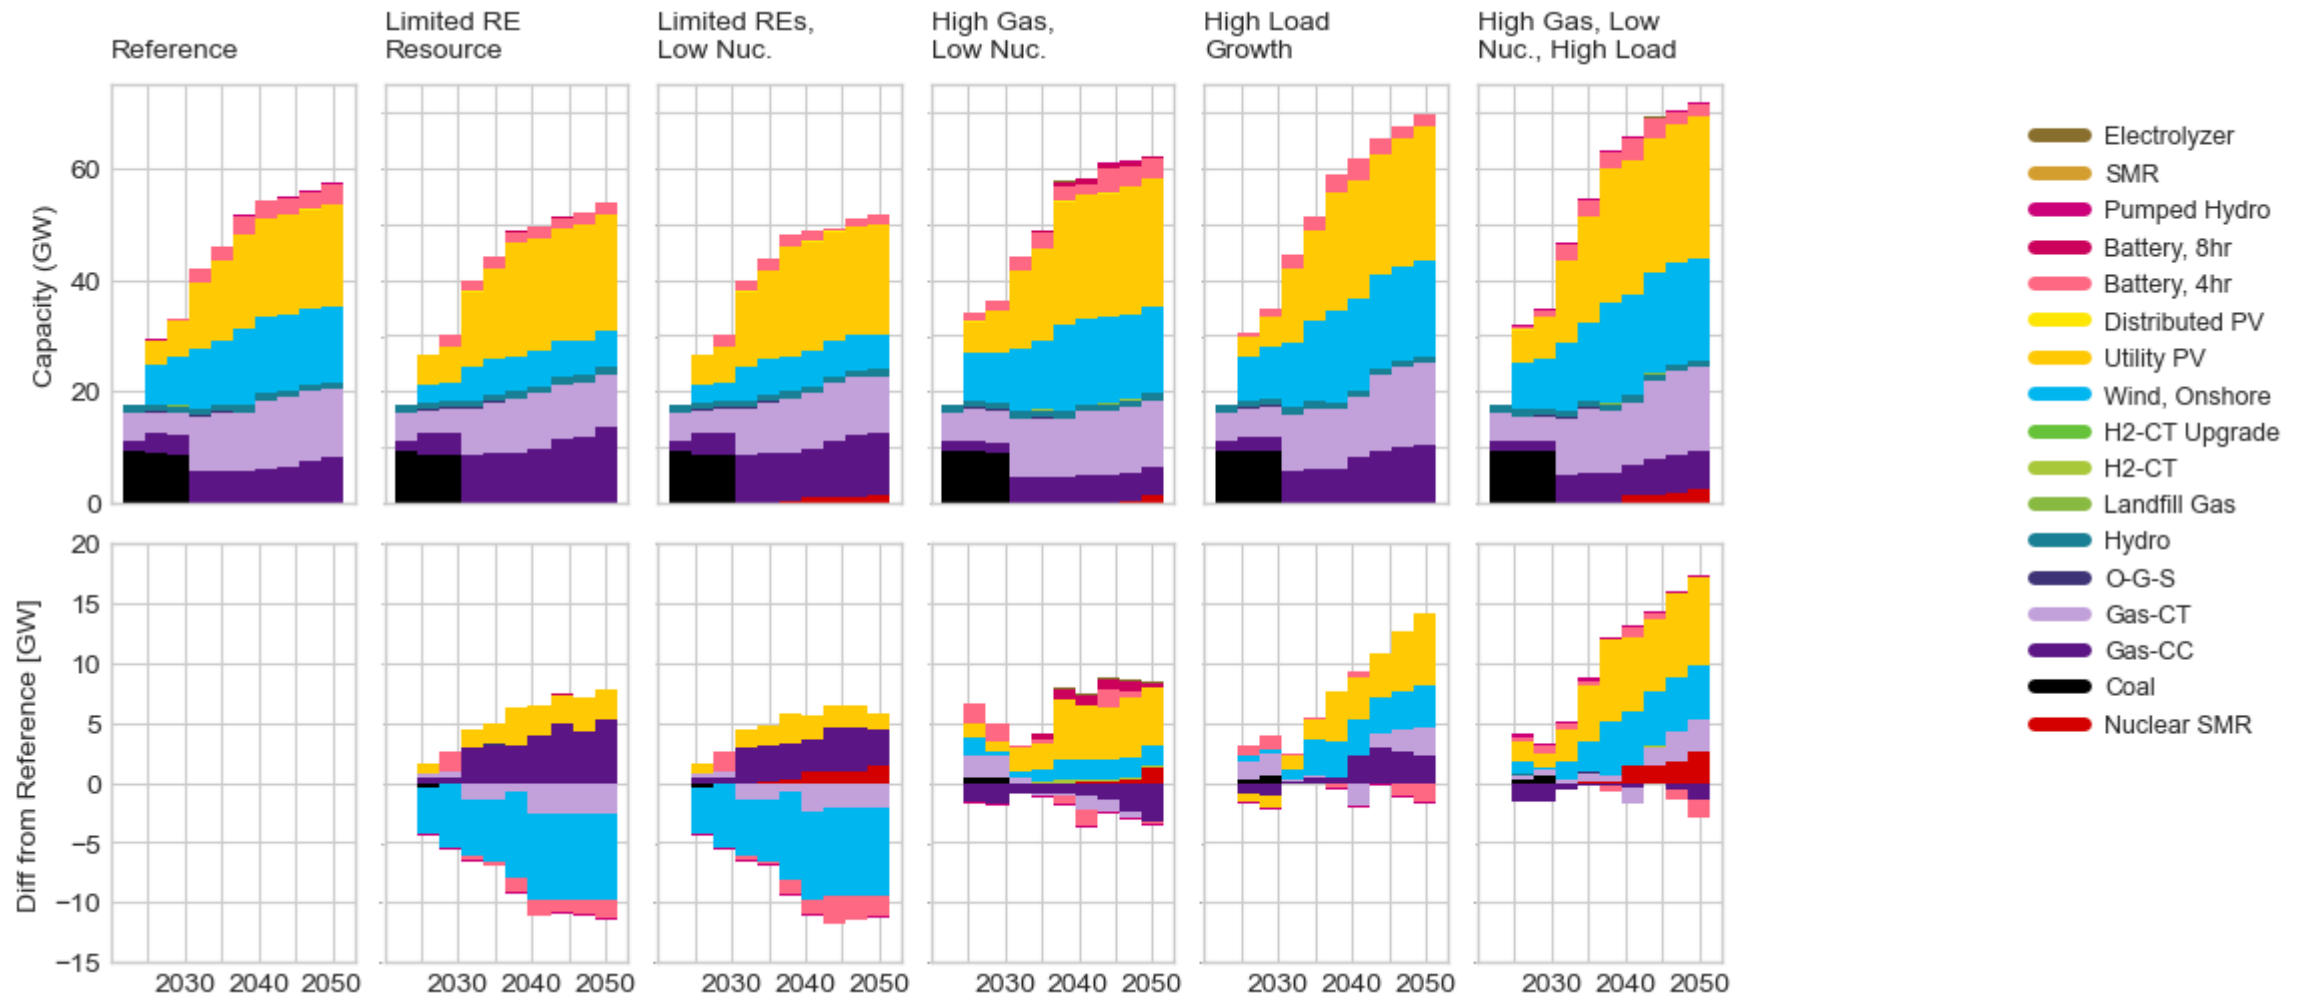 Reference
Limited RE
Resource
Limited REs,
Low Nuc.
High Gas,
Low Nuc.
High Load
Growth
High Gas, Low
Nuc., High Load
Capacity (GW)
60
40
20
0
Diff from Reference [GW]
20
15
10
5
0
−5
−10
−15
2030 2040 2050
2030 2040 2050
2030 2040 2050
2030 2040 2050
2030 2040 2050
2030 2040 2050
Electrolyzer
SMR
Pumped Hydro
Battery, 8hr
Battery, 4hr
Distributed PV
Utility PV
Wind, Onshore
H2-CT Upgrade
H2-CT
Landfill Gas
Hydro
O-G-S
Gas-CT
Gas-CC
Coal
Nuclear SMR